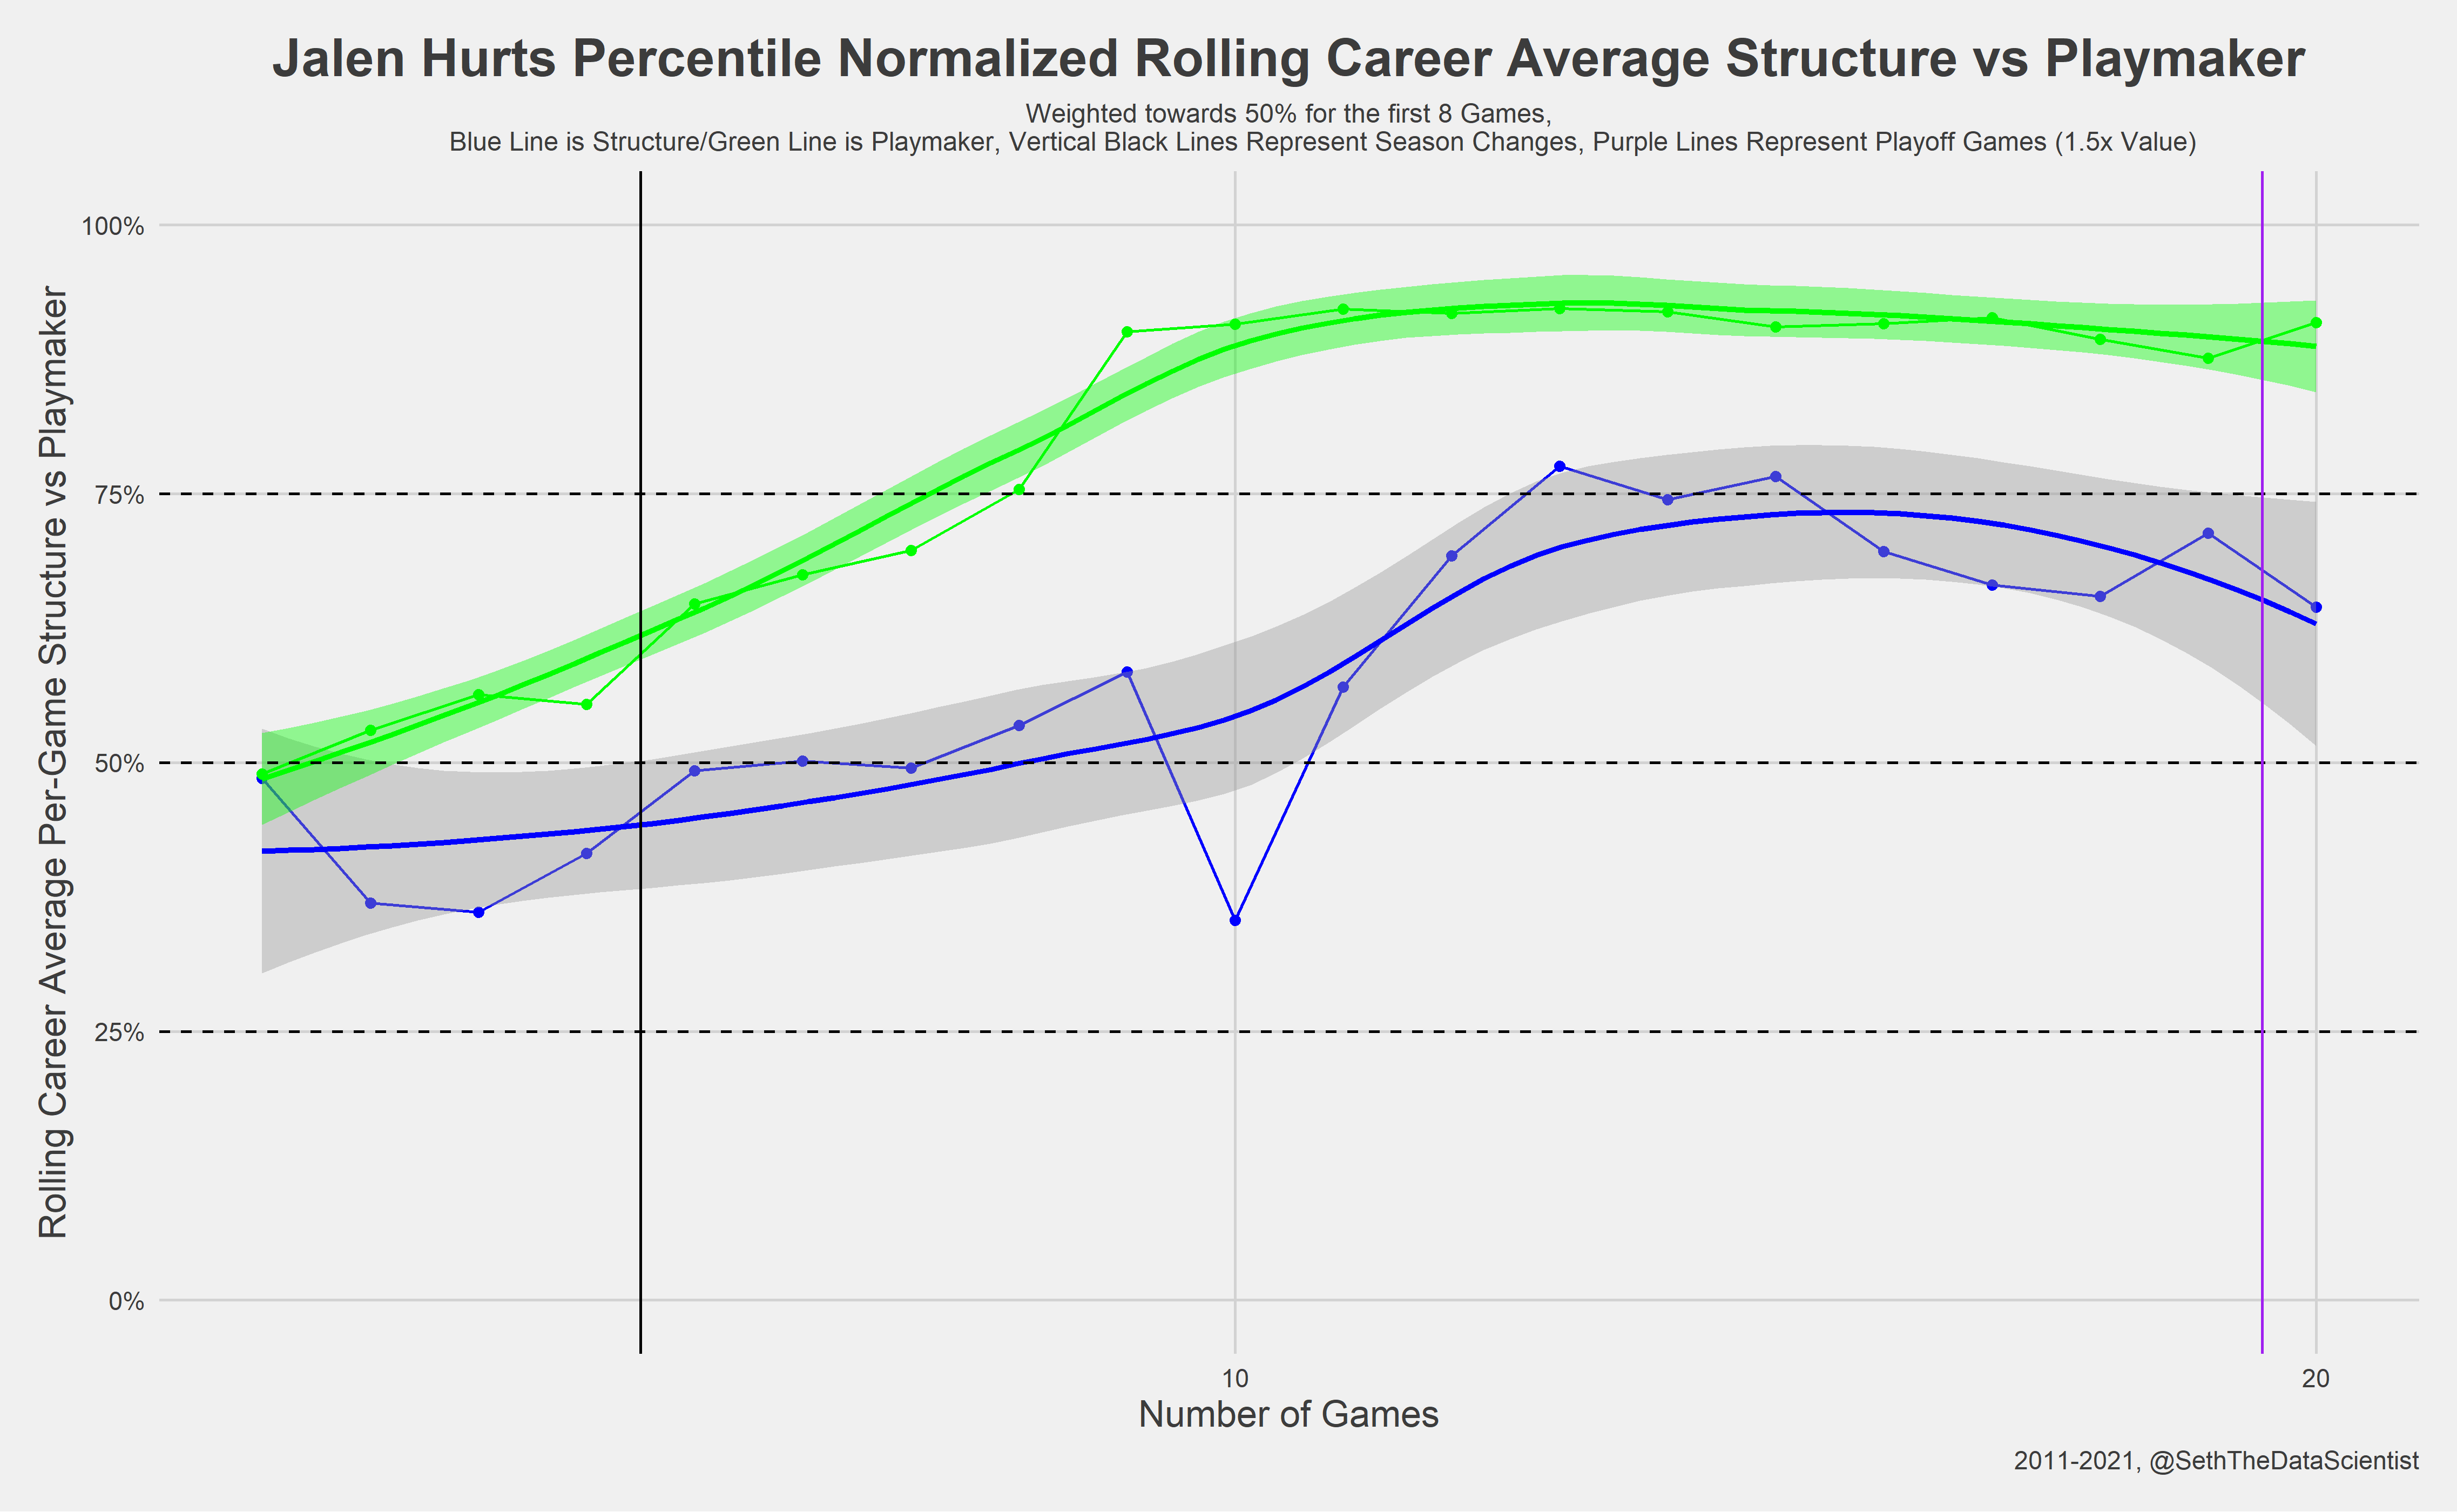 Jalen Hurts Percentile Normalized Rolling Career Average Structure vs Playmaker
Weighted towards 50% for the first 8 Games,
Blue Line is Structure/Green Line is Playmaker, Vertical Black Lines Represent Season Changes, Purple Lines Represent Playoff Games (1.5x Value)
Rolling Career Average Per-Game Structure vs Playmaker
100%
75%
50%
25%
0%
10
20
Number of Games
2011-2021, @SethTheDataScientist